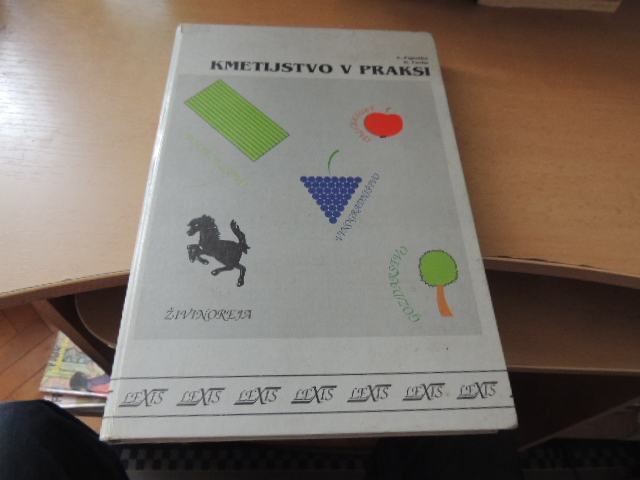 KMETIJSTVO V PRAKSI
VINOGRADNIŠTVO
GOZDARSTVO
ŽIVINOREJA
LEXIS LEXIS LEXIS LEXIS LEXIS LEXIS LEXIS